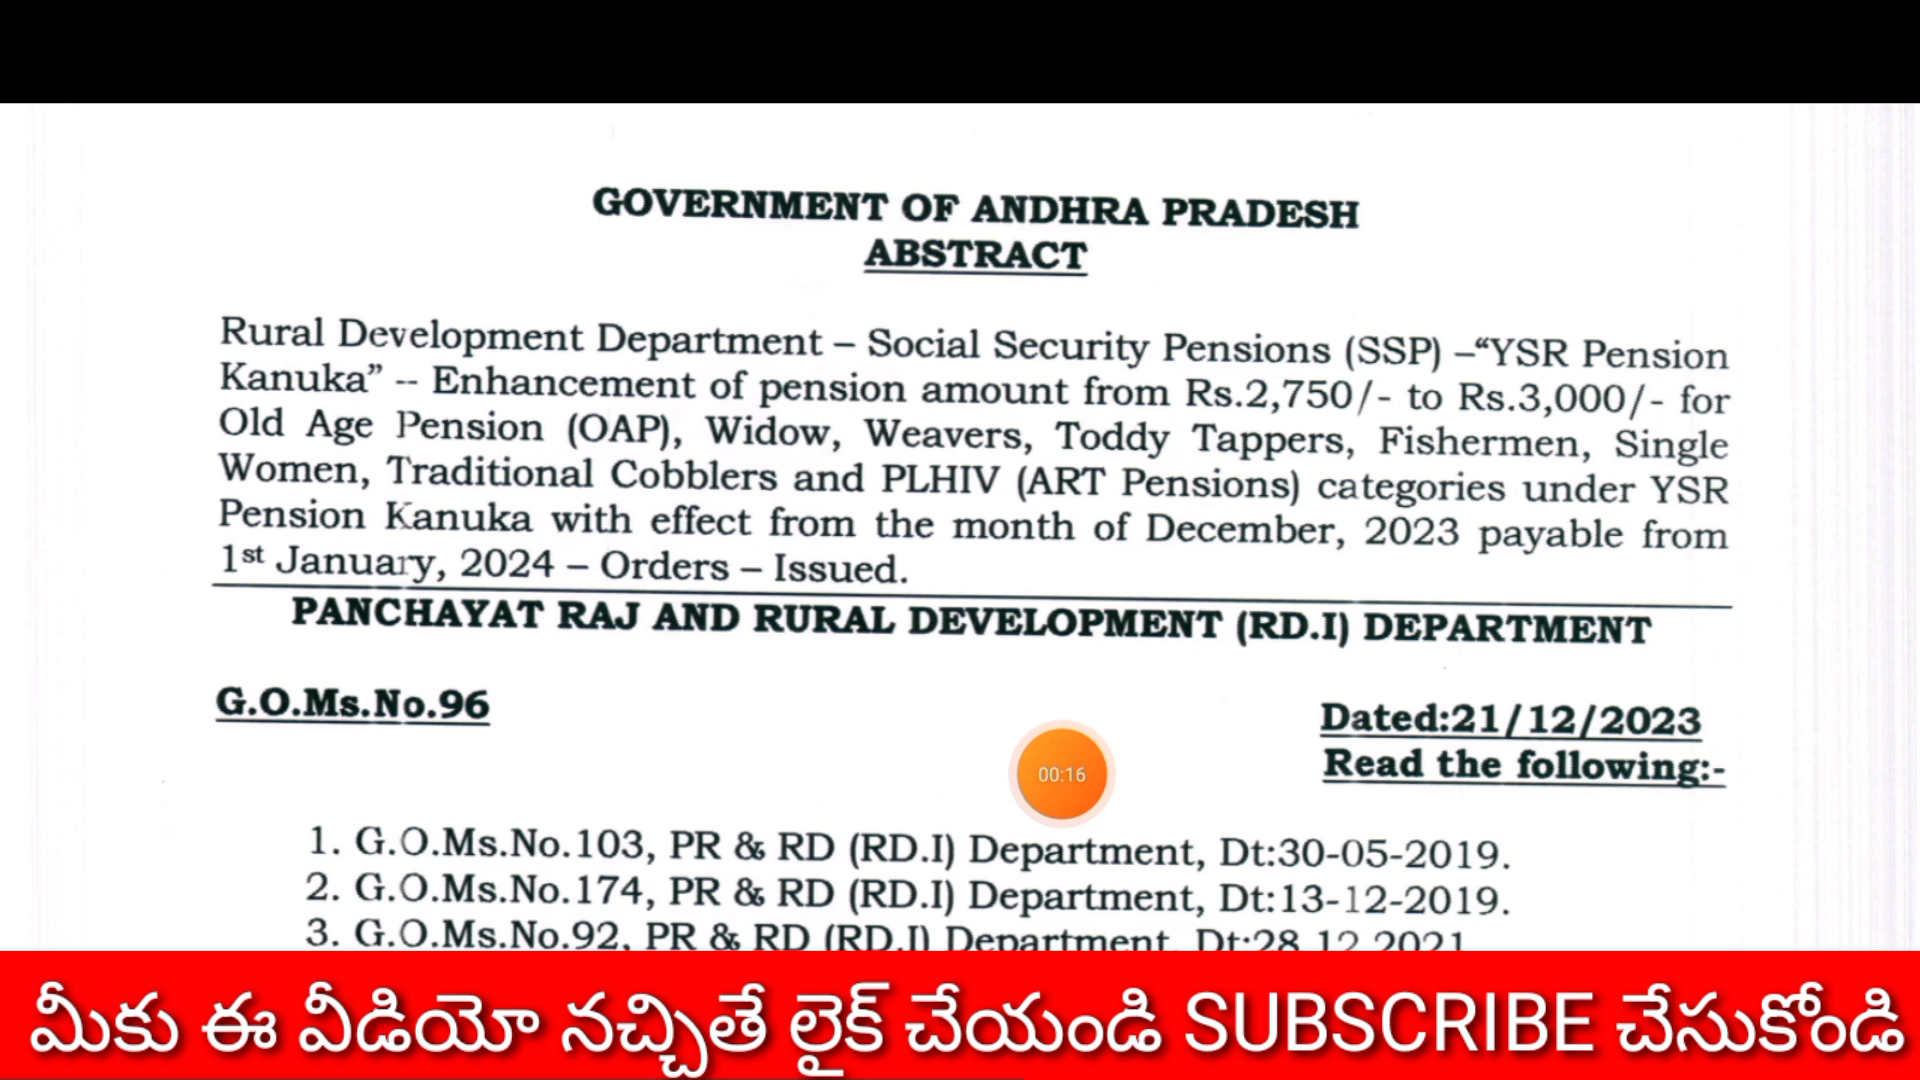 GOVERNMENT OF ANDHRA PRADESH
ABSTRACT
Rural Development Department – Social Security Pensions (SSP) –“YSR Pension
Kanuka” -- Enhancement of pension amount from Rs.2,750/- to Rs.3,000/- for
Old Age Pension (OAP), Widow, Weavers, Toddy Tappers, Fishermen, Single
Women, Traditional Cobblers and PLHIV (ART Pensions) categories under YSR
Pension Kanuka with effect from the month of December, 2023 payable from
1st January, 2024 – Orders – Issued.
PANCHAYAT RAJ AND RURAL DEVELOPMENT (RD.I) DEPARTMENT
G.O.Ms.No.96
Dated:21/12/2023
Read the following:-
00:16
1. G.O.Ms.No.103, PR & RD (RD.I) Department, Dt:30-05-2019.
2. G.O.Ms.No.174, PR & RD (RD.I) Department, Dt:13-12-2019.
3. G.O.Ms.No.92, PR & RD (RD.I) Department, Dt:28.12.2021.
మీకు ఈ వీడియో నచ్చితే లైక్ చేయండి SUBSCRIBE చేసుకోండి